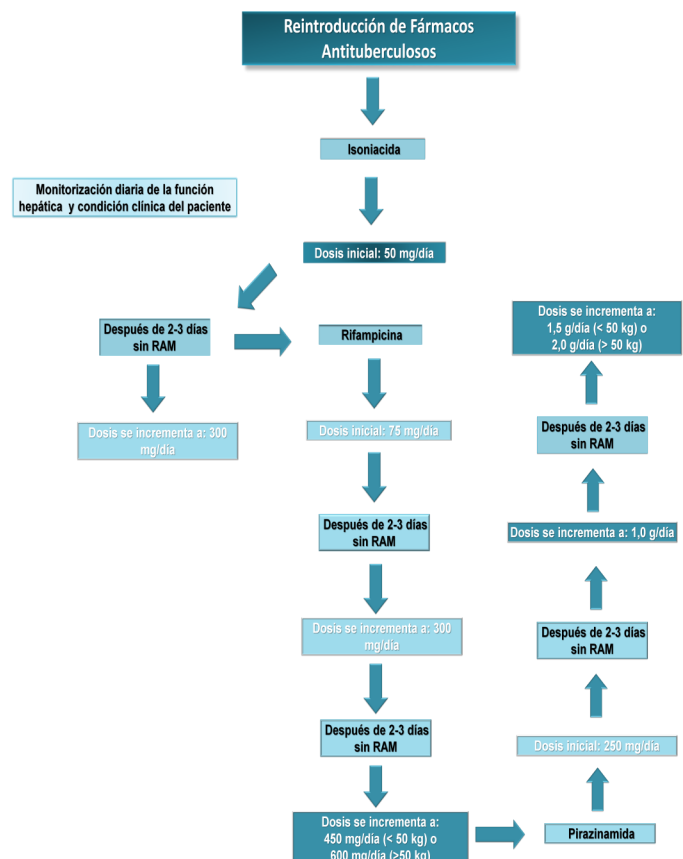 Reintroducción de Fármacos
Antituberculosos
Isoniacida
Monitorización diaria de la función
hepática y condición clínica del paciente
Dosis inicial: 50 mg/día
Después de 2-3 días
sin RAM
Dosis se incrementa a: 300
mg/día
Rifampicina
Dosis inicial: 75 mg/día
Después de 2-3 días
sin RAM
Dosis se incrementa a: 300
mg/día
Después de 2-3 días
sin RAM
Dosis se incrementa a:
450 mg/día (< 50 kg) o
600 mg/día (>50 kg)
Pirazinamida
Dosis inicial: 250 mg/día
Después de 2-3 días
sin RAM
Dosis se incrementa a: 1,0 g/día
Después de 2-3 días
sin RAM
Dosis se incrementa a:
1,5 g/día (< 50 kg) o
2,0 g/día (> 50 kg)